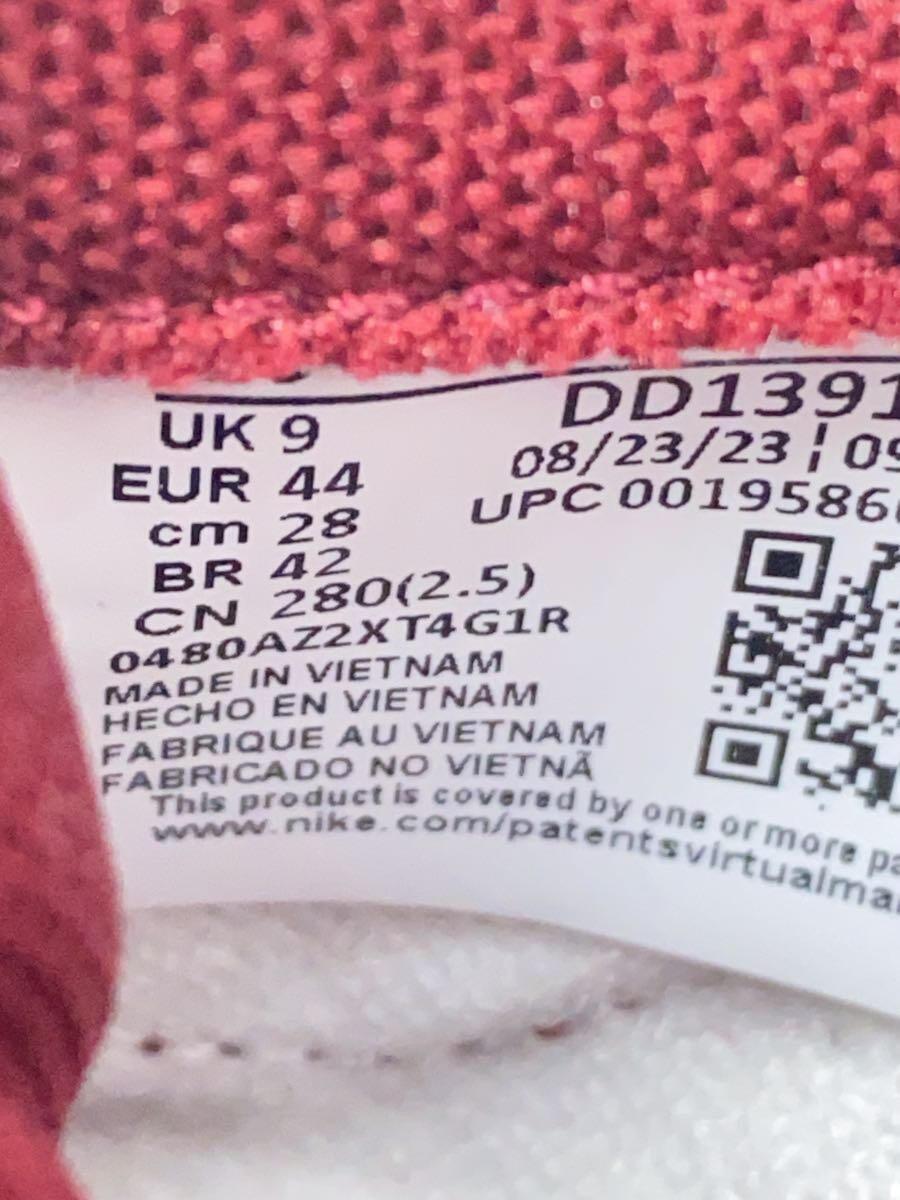 UK 9
EUR 44
cm 28
BR 42
CN 280(2.5)
0480AZ2XT4G1R
MADE IN VIETNAM
HECHO EN VIETNAM
FABRIQUE AU VIETNAM
FABRICADO NO VIETNÃ
This product is covered by one or more
www.nike.com/patentsvirtualma
DD1391
08/23/23 ¦ 09
UPC 00195866